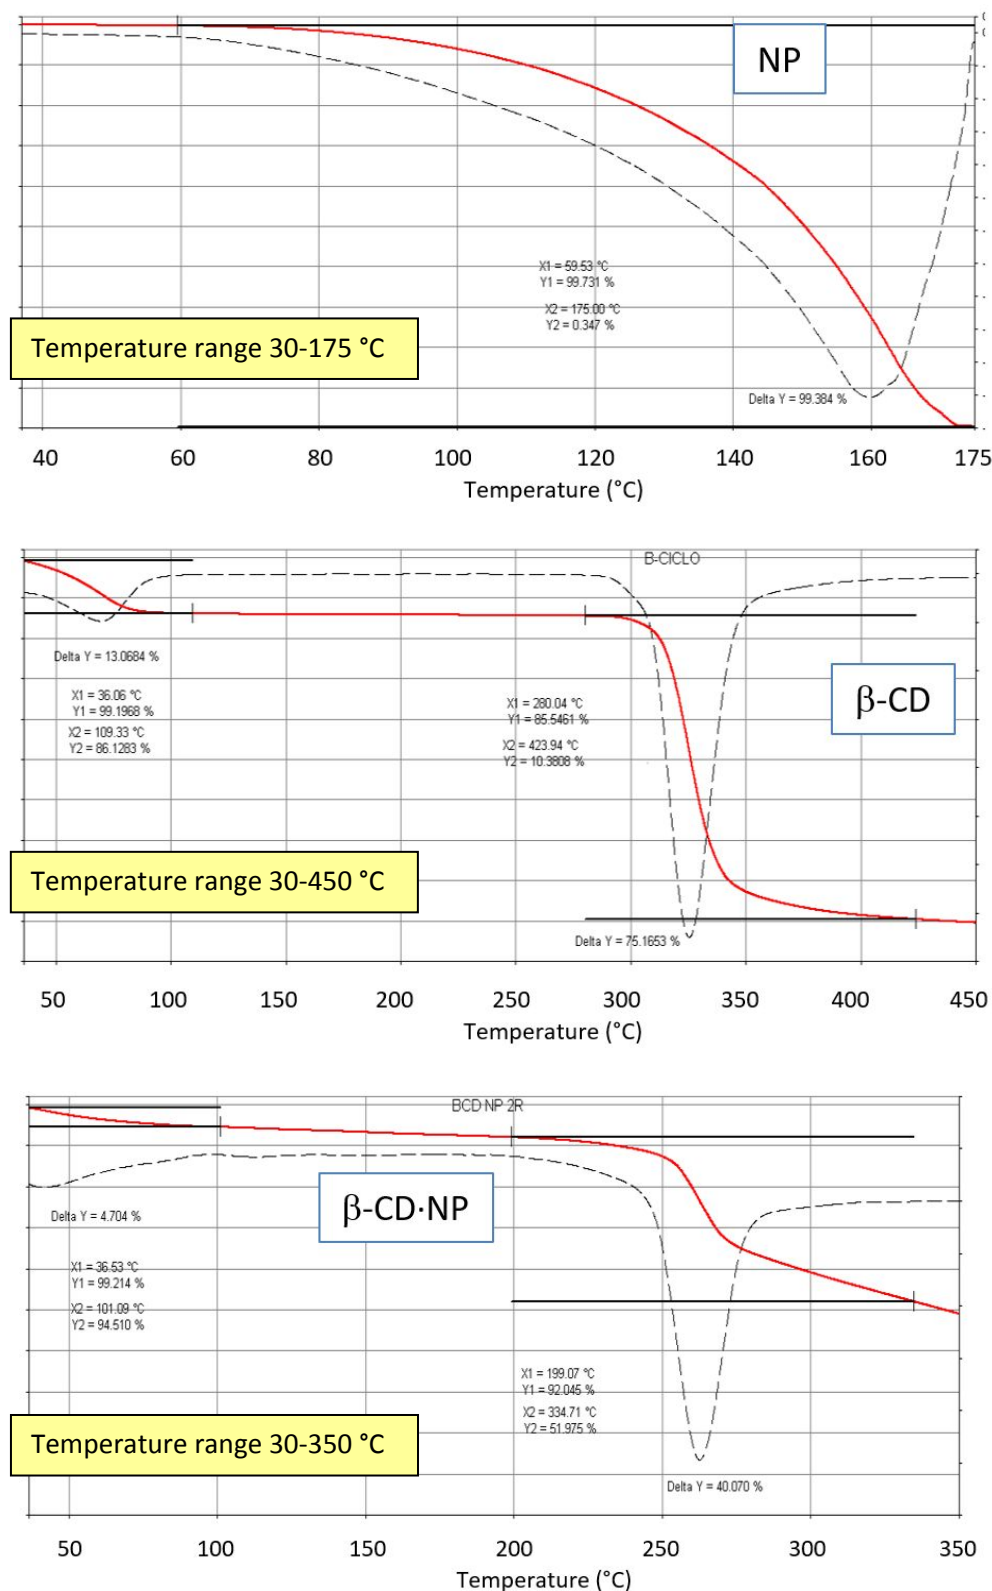 NP
X1 = 59.53 °C
Y1 = 99.731 %
X2 = 175.00 °C
Y2 = 0.347 %
Temperature range 30-175 °C
Delta Y = 99.384 %
40 60 80 100 120 140 160 175
Temperature (°C)
B-CICLO
Delta Y = 13.0684 %
β-CD
X1 = 36.06 °C
Y1 = 99.1968 %
X2 = 109.33 °C
Y2 = 86.1283 %
X1 = 280.04 °C
Y1 = 85.5461 %
X2 = 423.94 °C
Y2 = 10.3808 %
Temperature range 30-450 °C
Delta Y = 75.1653 %
50 100 150 200 250 300 350 400 450
Temperature (°C)
BCD NP 2R
β-CD·NP
Delta Y = 4.704 %
X1 = 36.53 °C
Y1 = 99.214 %
X2 = 101.09 °C
Y2 = 94.510 %
X1 = 199.07 °C
Y1 = 92.045 %
X2 = 334.71 °C
Y2 = 51.975 %
Temperature range 30-350 °C
Delta Y = 40.070 %
50 100 150 200 250 300 350
Temperature (°C)